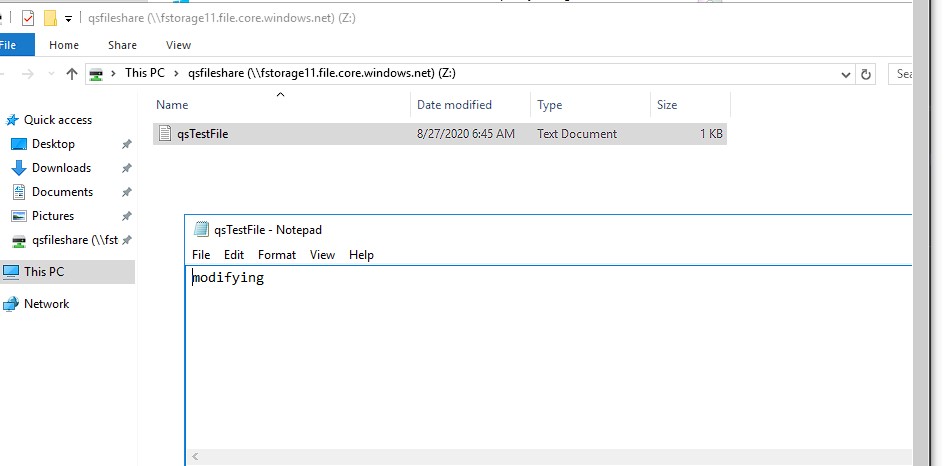 qsfileshare (\\fstorage11.file.core.windows.net) (Z:)
File Home Share View
This PC > qsfileshare (\\fstorage11.file.core.windows.net) (Z:)
Name Date modified Type Size
Quick access
qsTestFile 8/27/2020 6:45 AM Text Document 1 KB
Desktop
Downloads
Documents
Pictures
qsfileshare (\\fst
This PC
Network
qsTestFile - Notepad
File Edit Format View Help
modifying